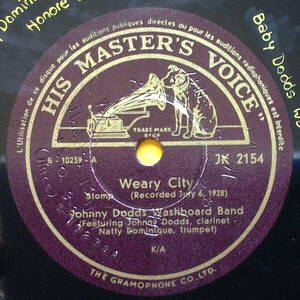 Dominiq
Honoré
Baby Dodds
L'Utilisation de ce disque pour des auditions publiques directes ou pour les auditions radiophoniques est interdite
HIS MASTER'S VOICE
TRADE MARK
B - 10239 - A
JK 2154
Weary City
Stomp (Recorded July 6, 1928)
Johnny Dodds Washboard Band
(Featuring Johnny Dodds, clarinet -
Natty Dominique, trumpet)
K/A
THE GRAMOPHONE CO. LTD.